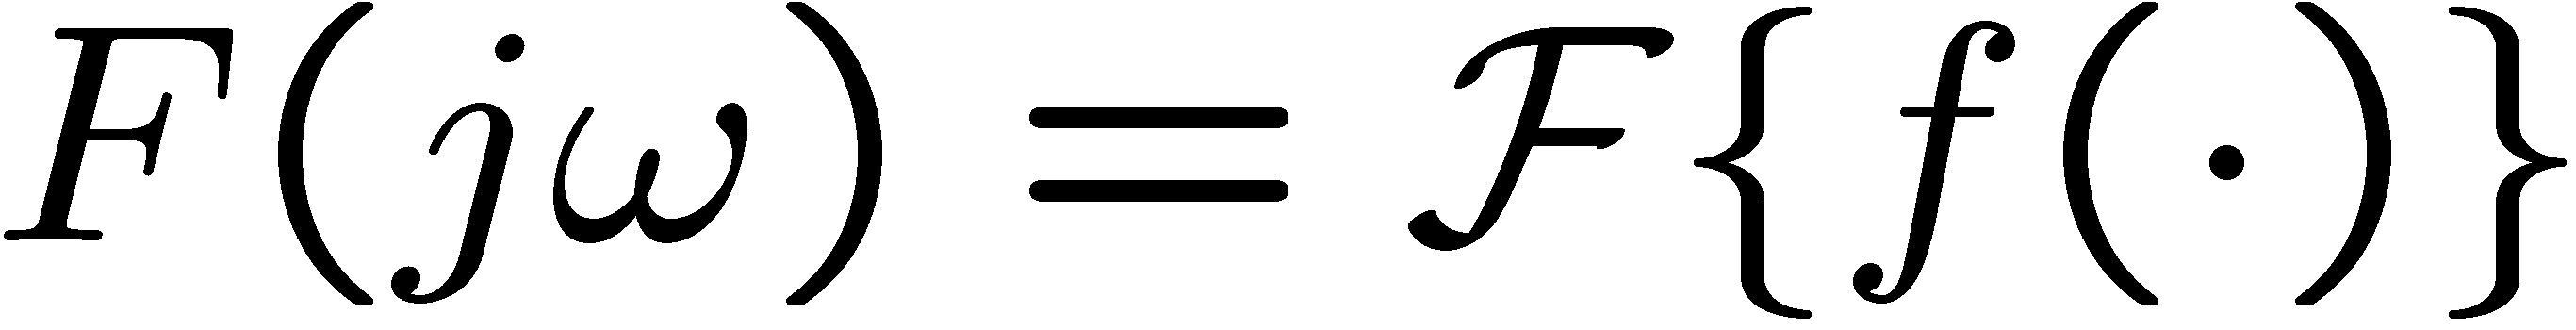 F(jω) = ℱ{f(·)}